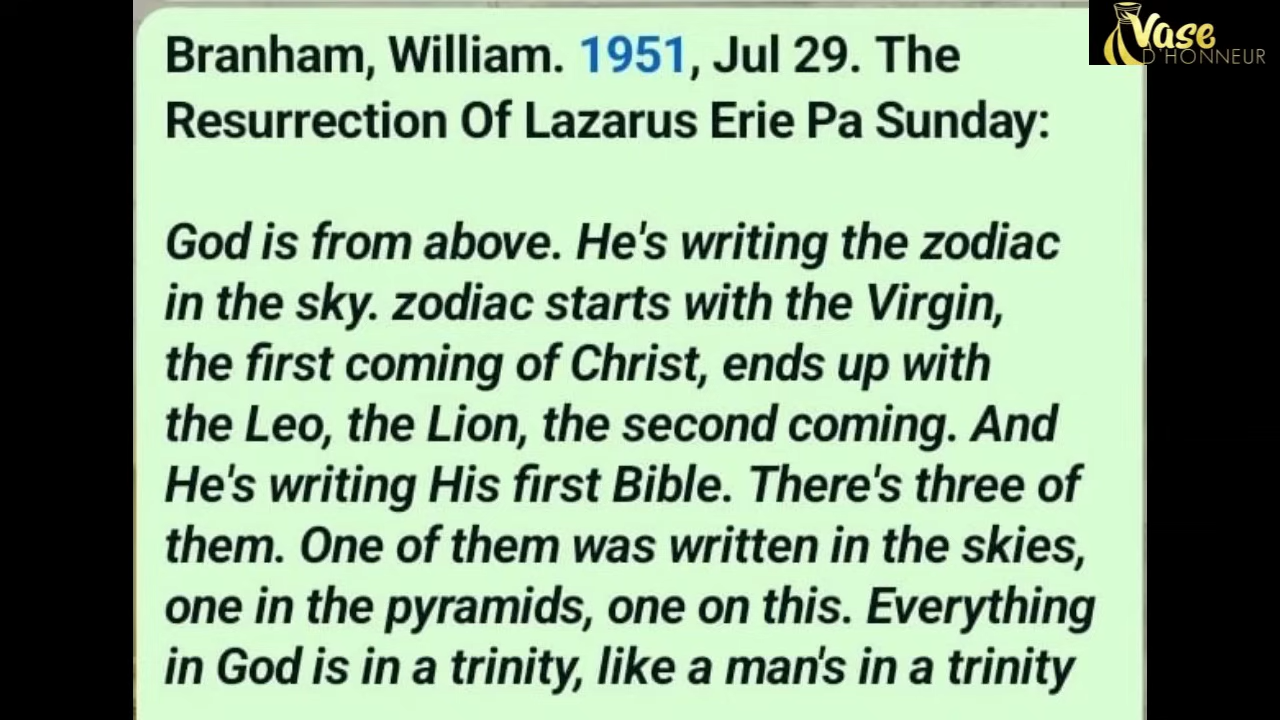 Vase
D'HONNEUR
Branham, William. 1951, Jul 29. The
Resurrection Of Lazarus Erie Pa Sunday:
God is from above. He's writing the zodiac
in the sky. zodiac starts with the Virgin,
the first coming of Christ, ends up with
the Leo, the Lion, the second coming. And
He's writing His first Bible. There's three of
them. One of them was written in the skies,
one in the pyramids, one on this. Everything
in God is in a trinity, like a man's in a trinity